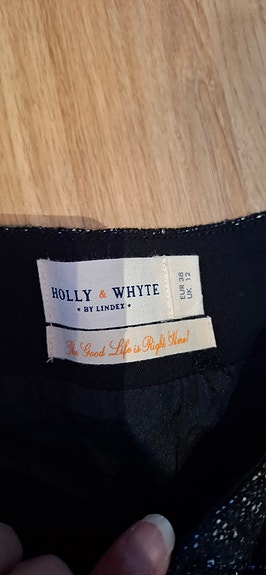 HOLLY & WHYTE
• BY LINDEX •
EUR 38
UK 12
The Good Life is Right Here!